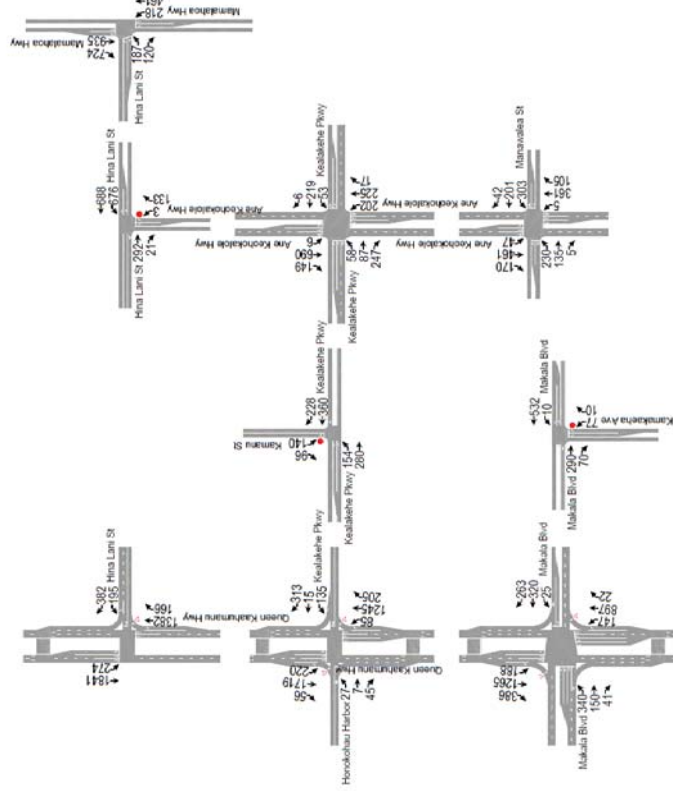 461
218
Mamalahoa Hwy
Mamalahoa Hwy
935
724
187
120
Hina Lani St
688
676
Hina Lani St
133
3
Ane Keohokalole Hwy
Hina Lani St
292
21
6
219
53
Kealakehe Pkwy
17
235
202
Ane Keohokalole Hwy
Ane Keohokalole Hwy
6
690
149
58
87
247
Kealakehe Pkwy
42
201
303
Manawalea St
105
361
5
Ane Keohokalole Hwy
Ane Keohokalole Hwy
47
461
170
230
135
5
228
360
Kealakehe Pkwy
Kamanu St
140
96
154
280
Kealakehe Pkwy
532
10
Makala Blvd
10
77
Kamakaeha Ave
Makala Blvd 290
70
382
195
Hina Lani St
166
1382
Queen Kaahumanu Hwy
274
1841
313
15
135
Kealakehe Pkwy
205
1245
85
Queen Kaahumanu Hwy
220
1719
56
Honokohau Harbor 27
7
45
263
320
25
Makala Blvd
22
897
147
188
1265
386
Makala Blvd 340
150
41